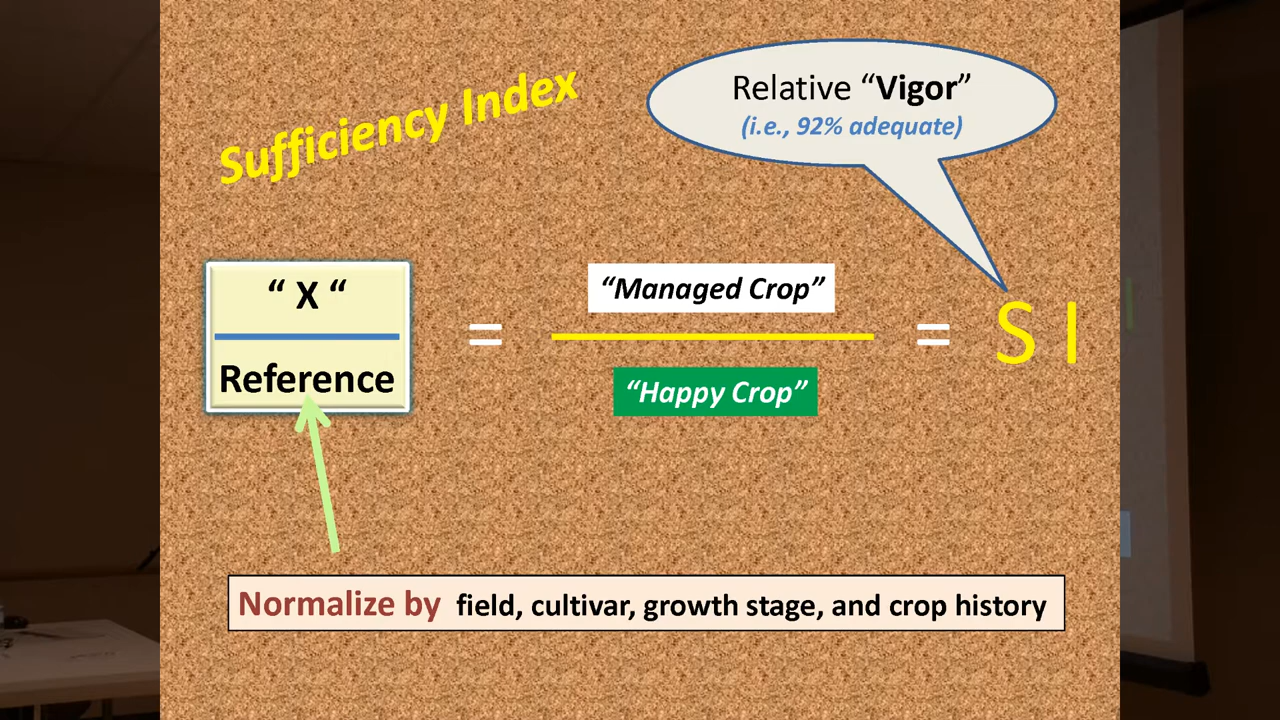 Sufficiency Index
Relative “Vigor”
(i.e., 92% adequate)
“ X “
Reference
=
“Managed Crop”
“Happy Crop”
=
S I
Normalize by field, cultivar, growth stage, and crop history